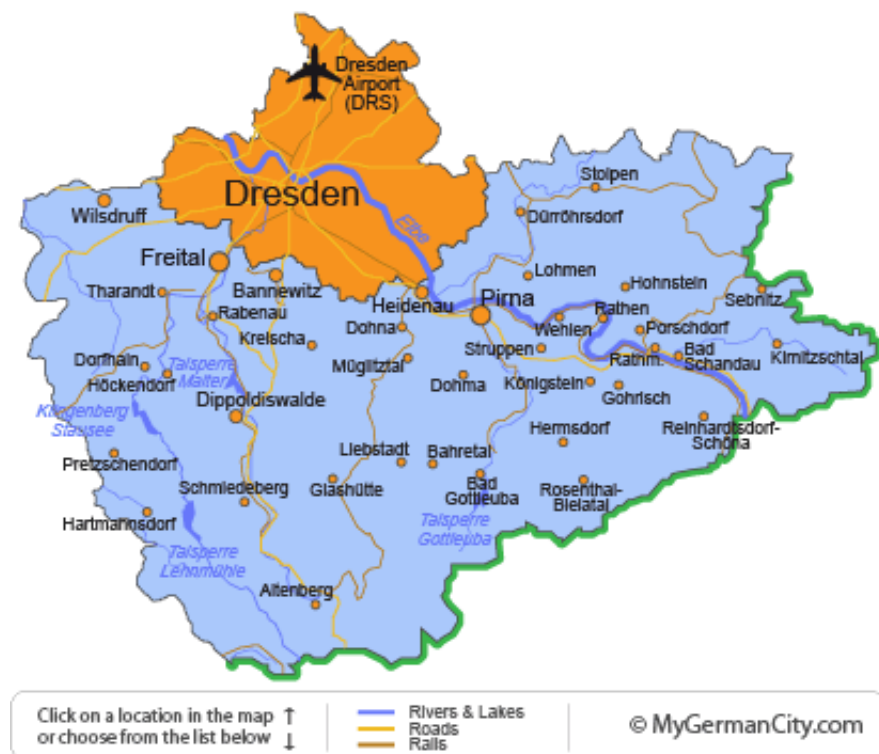 Dresden
Airport
(DRS)
Stolpen
Dresden
Wilsdruff
Dürröhrsdorf
Elbe
Freital
Lohmen
Hohnstein
Tharandt
Bannewitz
Heidenau
Pirna
Sebnitz
Rabenau
Rathen
Dohna
Wehlen
Porschdorf
Kreischa
Struppen
Rathm.
Bad
Schandau
Kirnitzschtal
Dorfhain
Talsperre
Malter
Müglitztal
Höckendorf
Dohma
Königstein
Gohrisch
Dippoldiswalde
Klingenberg
Stausee
Reinhardtsdorf-
Schöna
Hermsdorf
Liebstadt
Bahretal
Pretzschendorf
Schmiedeberg
Glashütte
Bad
Gottleuba
Rosenthal-
Bielatal
Hartmannsdorf
Talsperre
Gottleuba
Talsperre
Lehnmühle
Altenberg
Click on a location in the map ↑
or choose from the list below ↓
Rivers & Lakes
Roads
Rails
© MyGermanCity.com